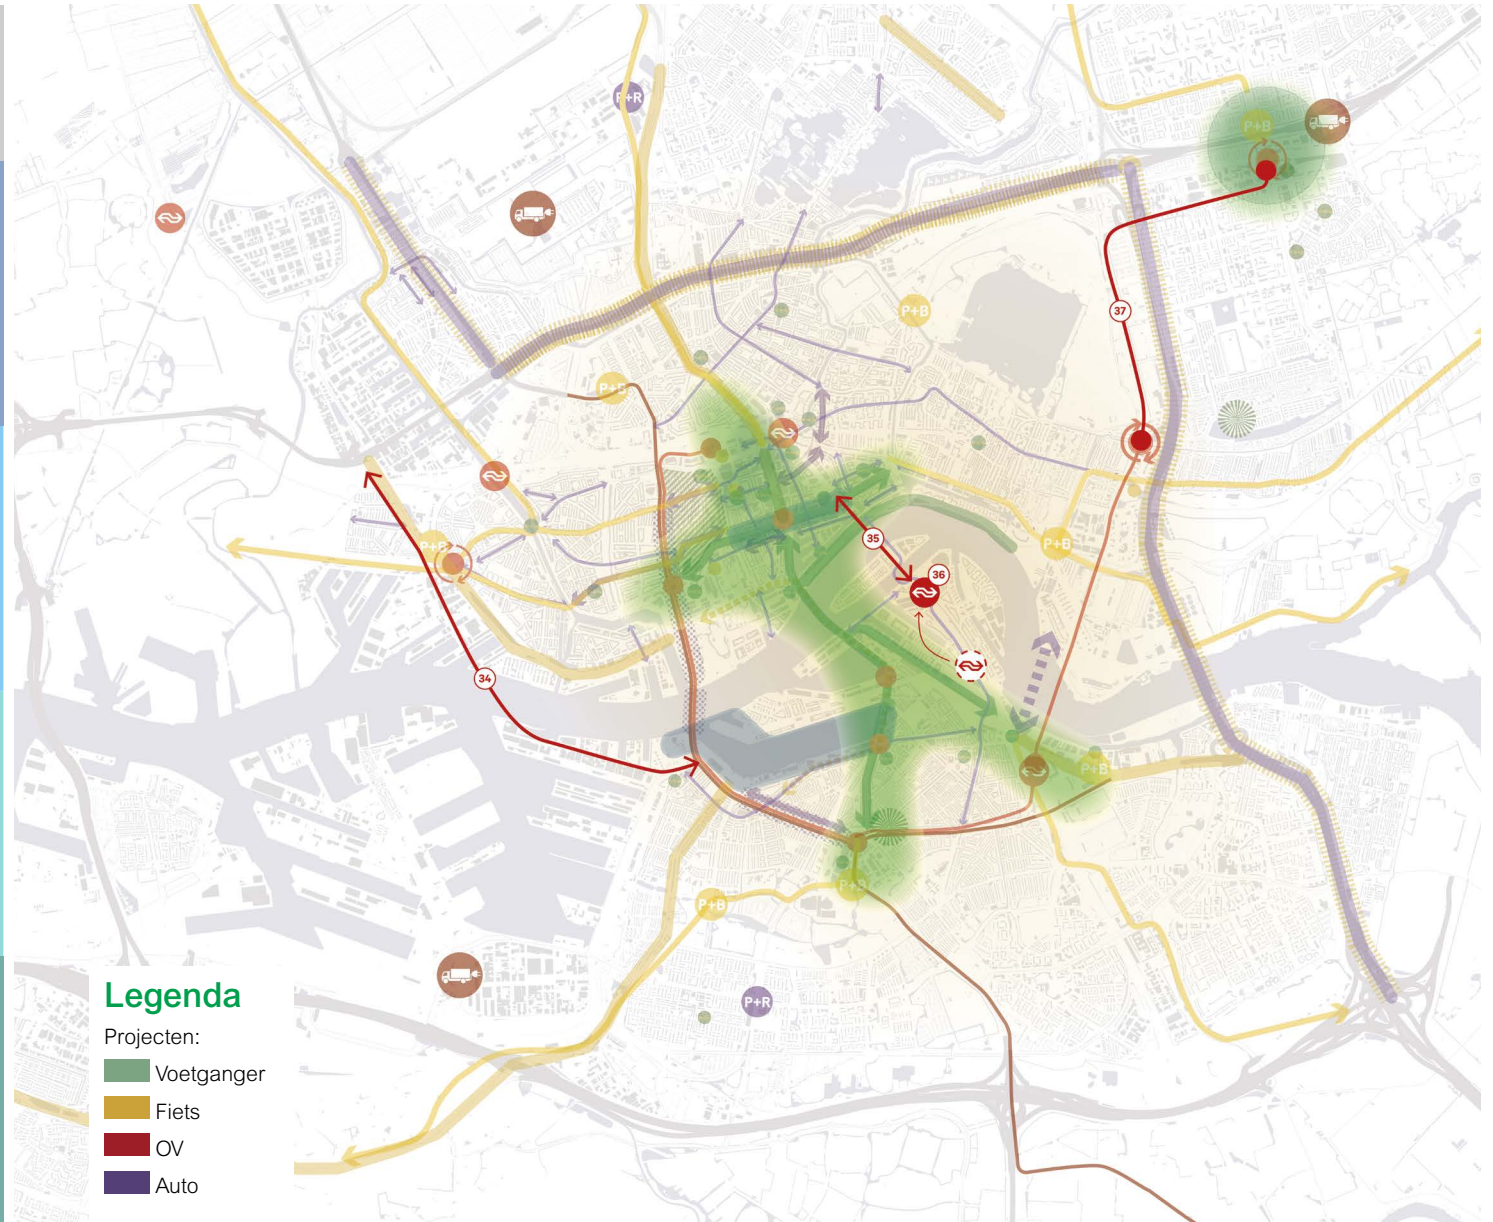 P+R
P+B
37
P+B
P+B
P+B
P+B
35
36
34
P+B
P+B
P+B
P+R
Legenda
Projecten:
Voetganger
Fiets
OV
Auto